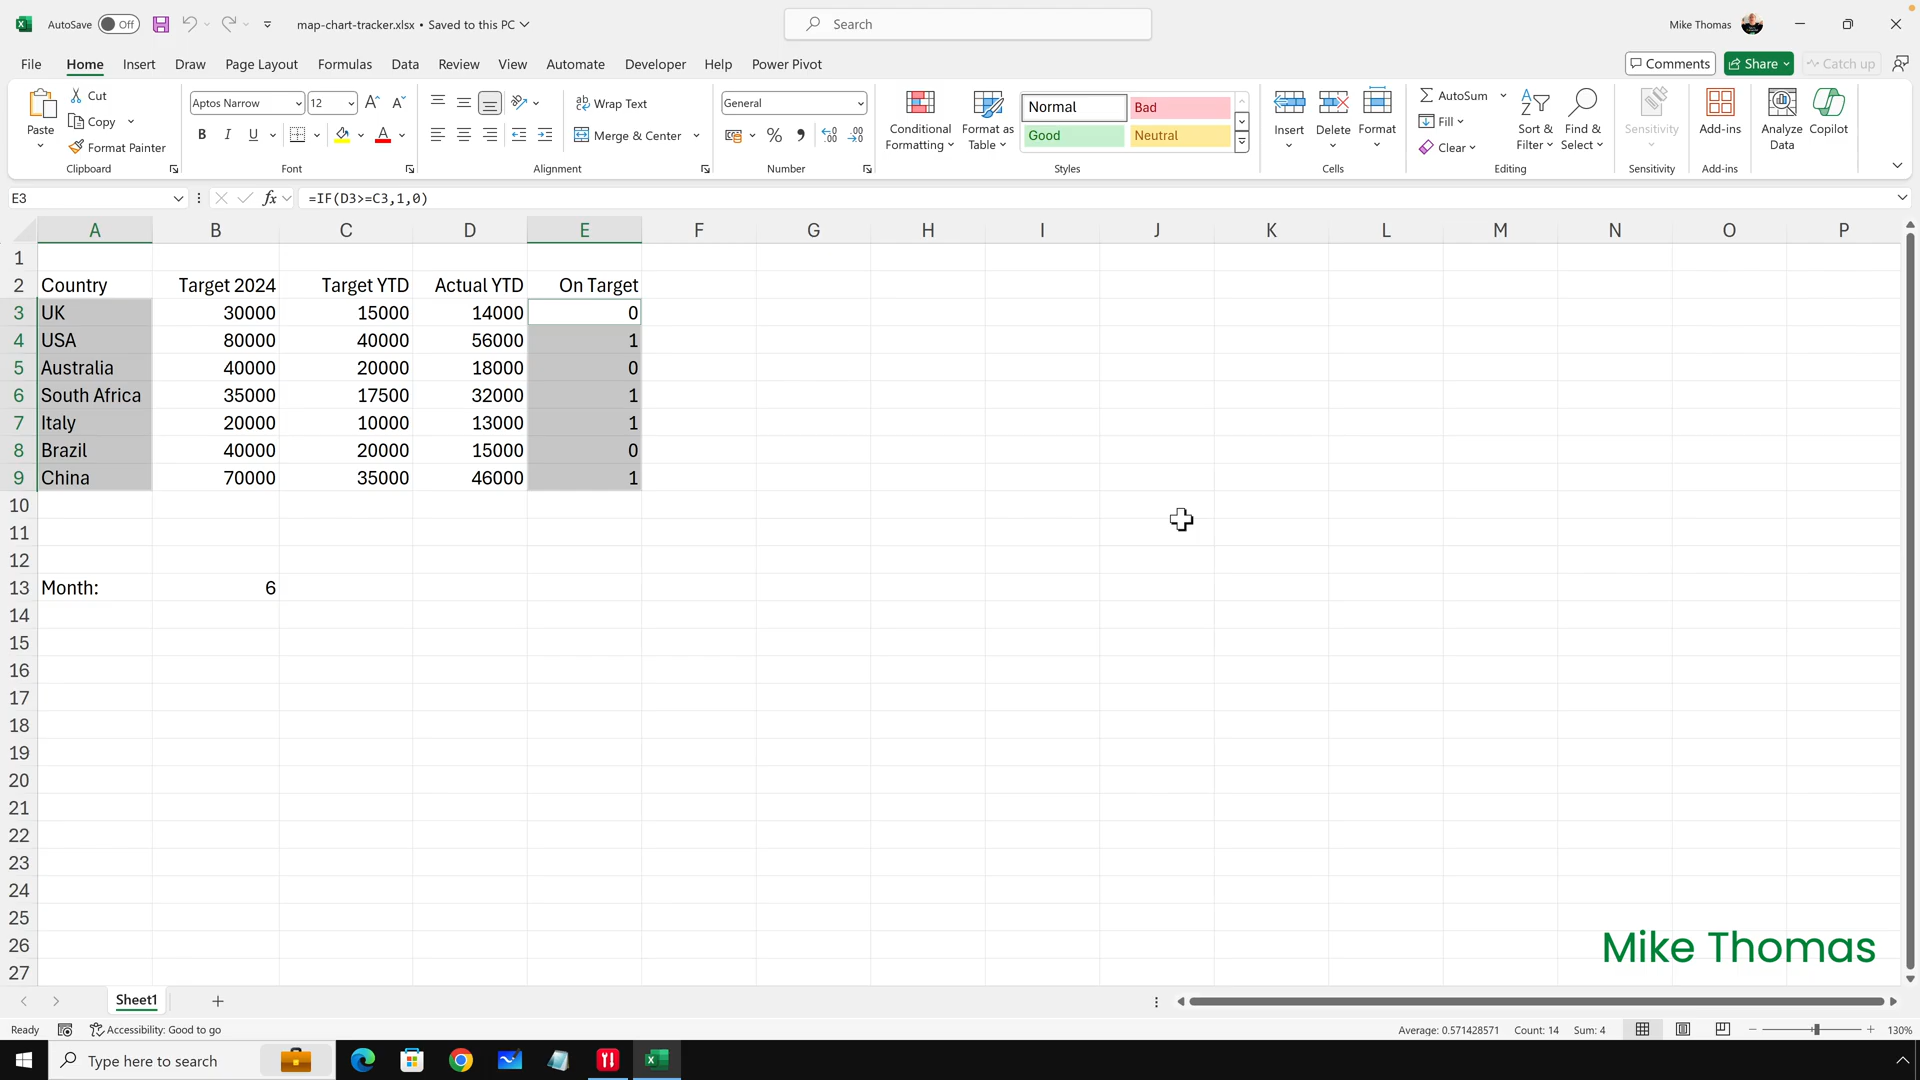 AutoSave Off map-chart-tracker.xlsx • Saved to this PC Search Mike Thomas
File Home Insert Draw Page Layout Formulas Data Review View Automate Developer Help Power Pivot Comments Share Catch up
Paste Cut Copy Format Painter Clipboard
Aptos Narrow 12 B I U A Font
Wrap Text Merge & Center Alignment
General % , Number
Conditional Formatting Format as Table Normal Bad Good Neutral Styles
Insert Delete Format Cells
AutoSum Fill Clear Sort & Filter Find & Select Editing
Sensitivity Sensitivity
Add-ins Add-ins
Analyze Data Copilot
E3 fx =IF(D3>=C3,1,0)
A B C D E F G H I J K L M N O P
1
2 Country Target 2024 Target YTD Actual YTD On Target
3 UK 30000 15000 14000 0
4 USA 80000 40000 56000 1
5 Australia 40000 20000 18000 0
6 South Africa 35000 17500 32000 1
7 Italy 20000 10000 13000 1
8 Brazil 40000 20000 15000 0
9 China 70000 35000 46000 1
10
11
12
13 Month: 6
14
15
16
17
18
19
20
21
22
23
24
25
26
27
Mike Thomas
Sheet1
Ready Accessibility: Good to go Average: 0.571428571 Count: 14 Sum: 4 130%
Type here to search